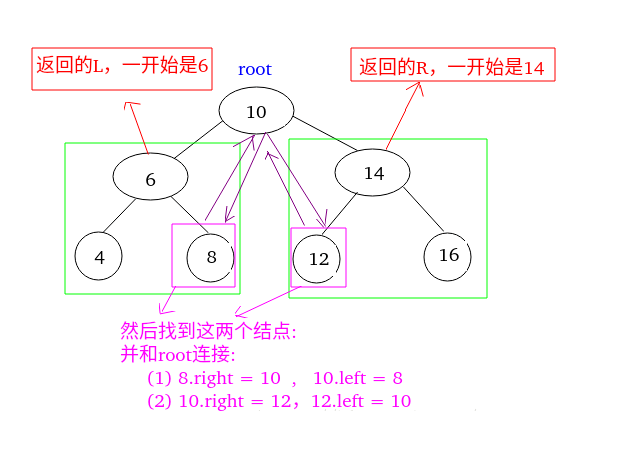 返回的L，一开始是6
返回的R，一开始是14
root
10
6
14
4
8
12
16
然后找到这两个结点:
并和root连接:
(1) 8.right = 10 ， 10.left = 8
(2) 10.right = 12，12.left = 10